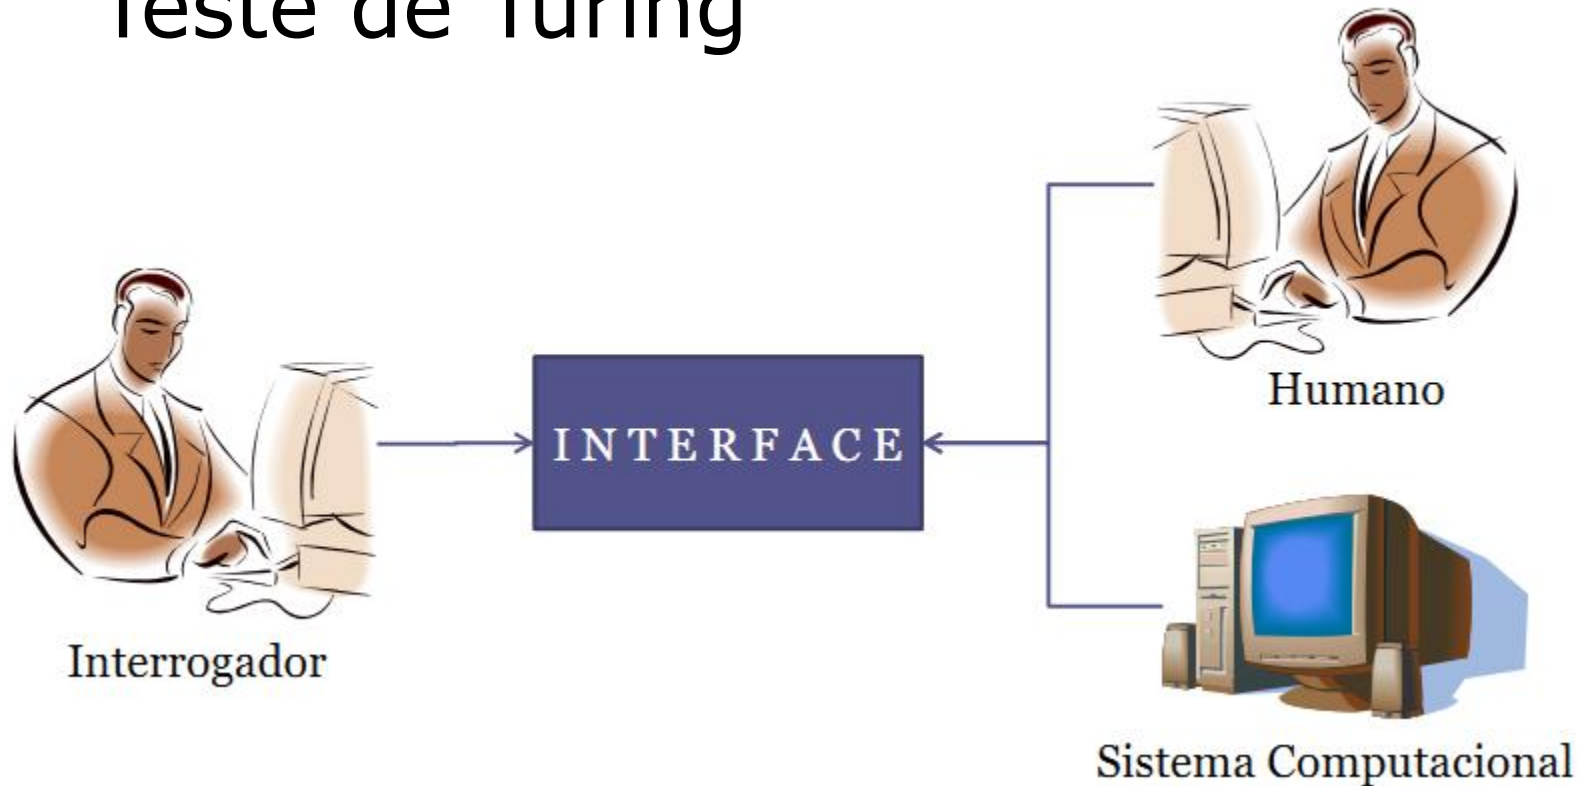 Teste de Turing
Humano
INTERFACE
Interrogador
Sistema Computacional